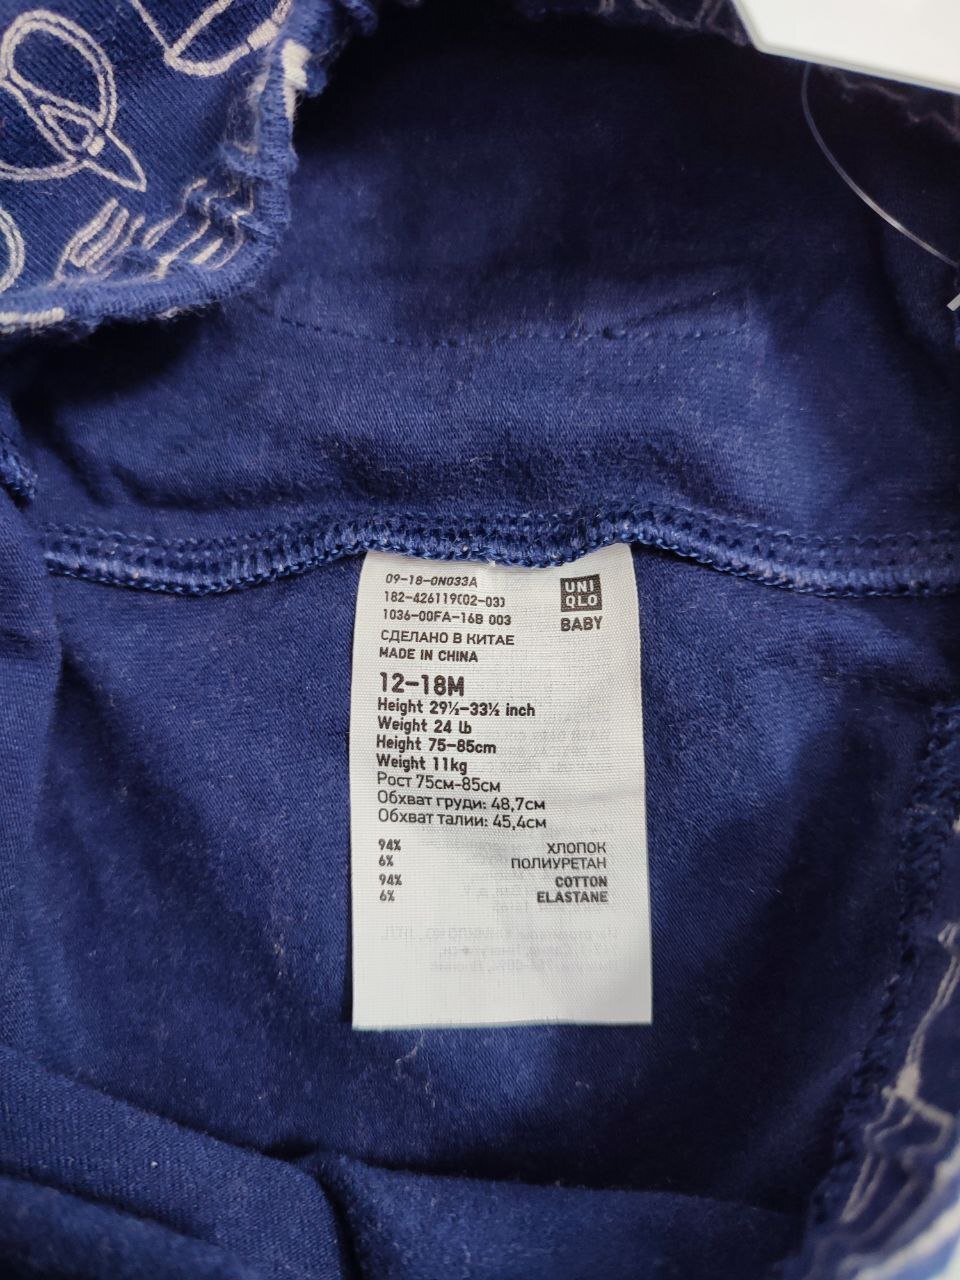 09-18-0N033A
182-426119(02-03)
1036-00FA-16B 003
UNI
QLO
BABY
СДЕЛАНО В КИТАЕ
MADE IN CHINA
12-18M
Height 29½-33½ inch
Weight 24 lb
Height 75-85cm
Weight 11kg
Рост 75см-85см
Обхват груди: 48,7см
Обхват талии: 45,4см
94% ХЛОПОК
6% ПОЛИУРЕТАН
94% COTTON
6% ELASTANE